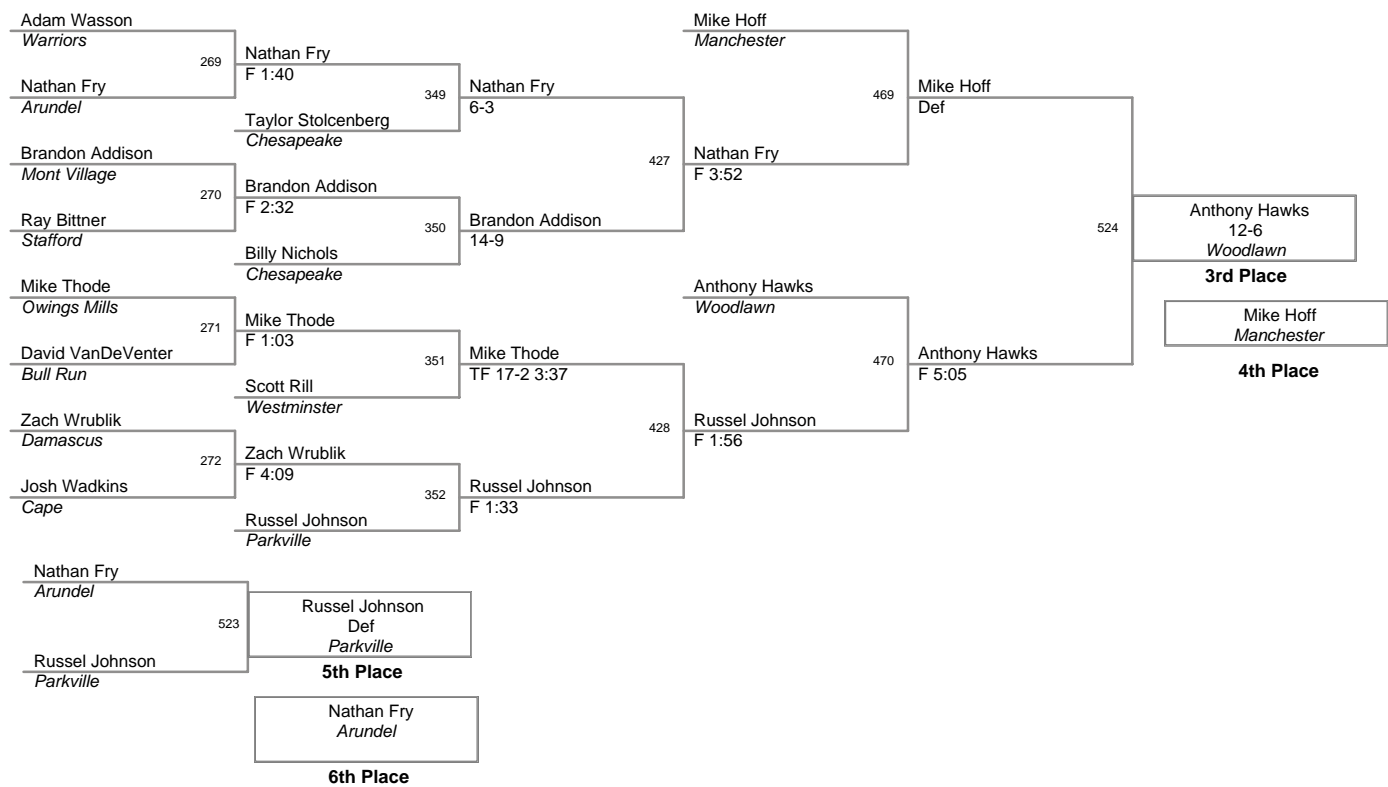 Adam Wasson
Warriors
269
Nathan Fry
Arundel
Nathan Fry
F 1:40
349
Taylor Stolcenberg
Chesapeake
Nathan Fry
6-3
Brandon Addison
Mont Village
270
Ray Bittner
Stafford
Brandon Addison
F 2:32
350
Billy Nichols
Chesapeake
Brandon Addison
14-9
427
Mike Thode
Owings Mills
271
David VanDeVenter
Bull Run
Mike Thode
F 1:03
351
Scott Rill
Westminster
Mike Thode
TF 17-2 3:37
Zach Wrublik
Damascus
272
Josh Wadkins
Cape
Zach Wrublik
F 4:09
352
Russel Johnson
Parkville
Russel Johnson
F 1:33
428
Mike Hoff
Manchester
469
Nathan Fry
F 3:52
Mike Hoff
Def
Anthony Hawks
Woodlawn
470
Russel Johnson
F 1:56
Anthony Hawks
F 5:05
524
Anthony Hawks
12-6
Woodlawn
3rd Place
Mike Hoff
Manchester
4th Place
Nathan Fry
Arundel
523
Russel Johnson
Parkville
Russel Johnson
Def
Parkville
5th Place
Nathan Fry
Arundel
6th Place